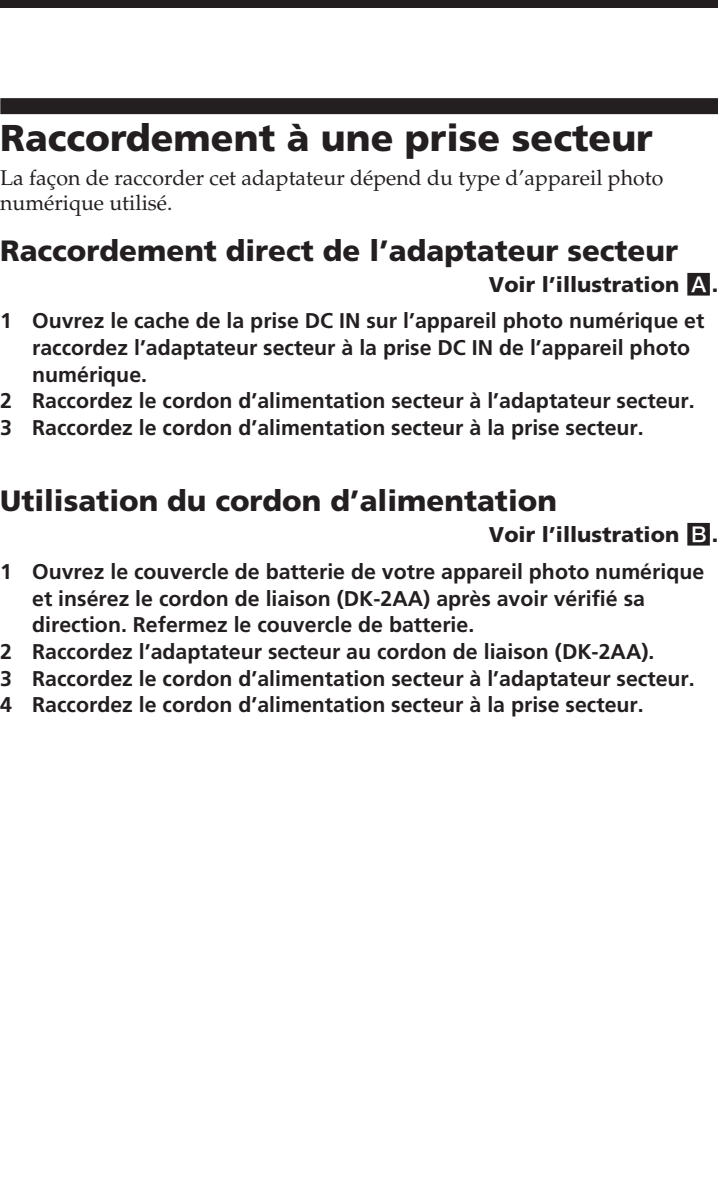 Raccordement à une prise secteur
La façon de raccorder cet adaptateur dépend du type d’appareil photo
numérique utilisé.
Raccordement direct de l’adaptateur secteur
Voir l’illustration A.
1 Ouvrez le cache de la prise DC IN sur l’appareil photo numérique et
raccordez l’adaptateur secteur à la prise DC IN de l’appareil photo
numérique.
2 Raccordez le cordon d’alimentation secteur à l’adaptateur secteur.
3 Raccordez le cordon d’alimentation secteur à la prise secteur.
Utilisation du cordon d’alimentation
Voir l’illustration B.
1 Ouvrez le couvercle de batterie de votre appareil photo numérique
et insérez le cordon de liaison (DK-2AA) après avoir vérifié sa
direction. Refermez le couvercle de batterie.
2 Raccordez l’adaptateur secteur au cordon de liaison (DK-2AA).
3 Raccordez le cordon d’alimentation secteur à l’adaptateur secteur.
4 Raccordez le cordon d’alimentation secteur à la prise secteur.